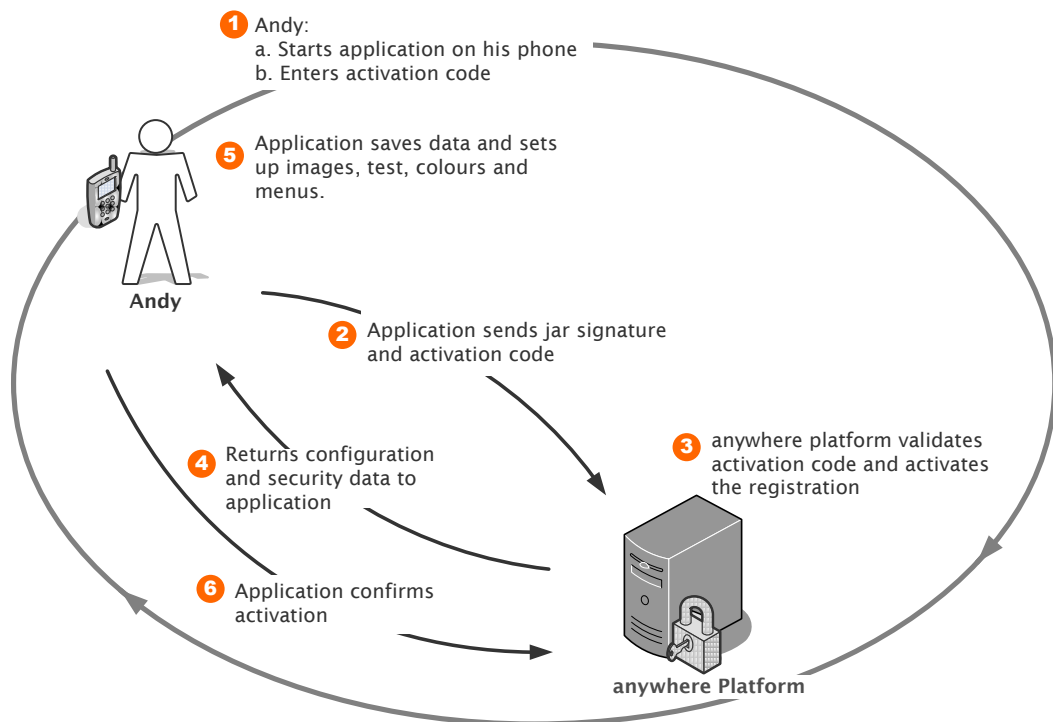 1 Andy:
a. Starts application on his phone
b. Enters activation code
5 Application saves data and sets
up images, test, colours and
menus.
Andy
2 Application sends jar signature
and activation code
3 anywhere platform validates
activation code and activates
the registration
4 Returns configuration
and security data to
application
6 Application confirms
activation
anywhere Platform